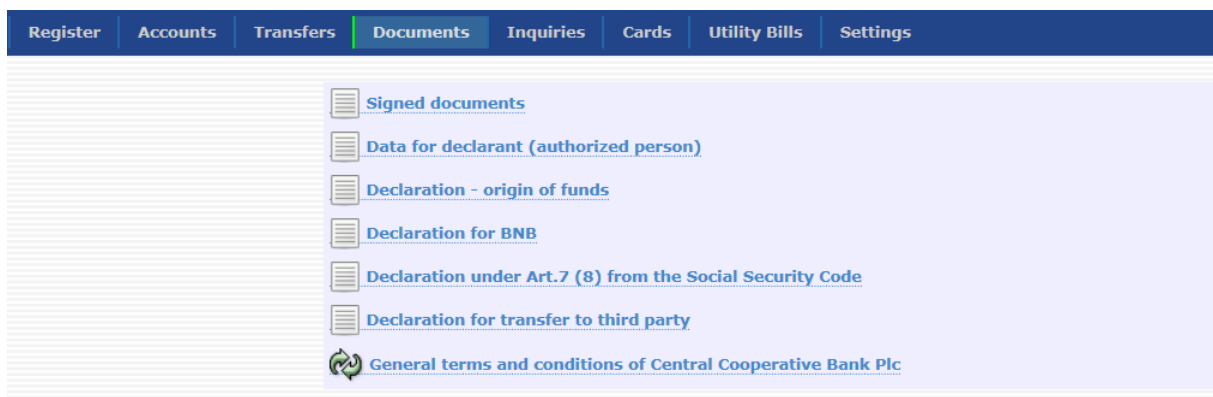 Register Accounts Transfers Documents Inquiries Cards Utility Bills Settings
Signed documents
Data for declarant (authorized person)
Declaration - origin of funds
Declaration for BNB
Declaration under Art.7 (8) from the Social Security Code
Declaration for transfer to third party
General terms and conditions of Central Cooperative Bank Plc